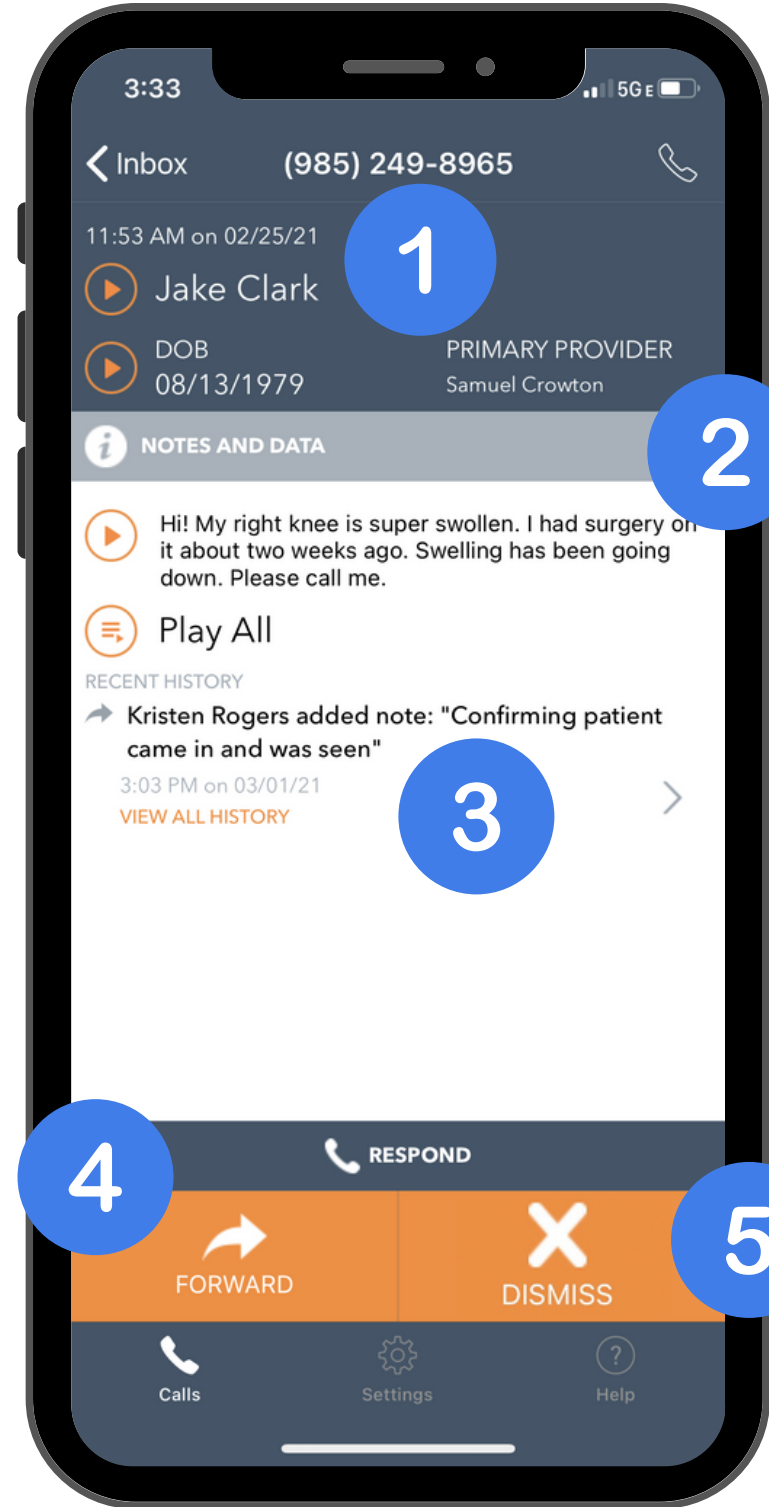 3:33 5G E
Inbox (985) 249-8965
11:53 AM on 02/25/21
1
Jake Clark
DOB PRIMARY PROVIDER
08/13/1979 Samuel Crowton
2
i NOTES AND DATA
Hi! My right knee is super swollen. I had surgery on
it about two weeks ago. Swelling has been going
down. Please call me.
Play All
RECENT HISTORY
Kristen Rogers added note: "Confirming patient
came in and was seen"
3:03 PM on 03/01/21
3
VIEW ALL HISTORY
4
RESPOND
5
FORWARD DISMISS
?
Calls Settings Help